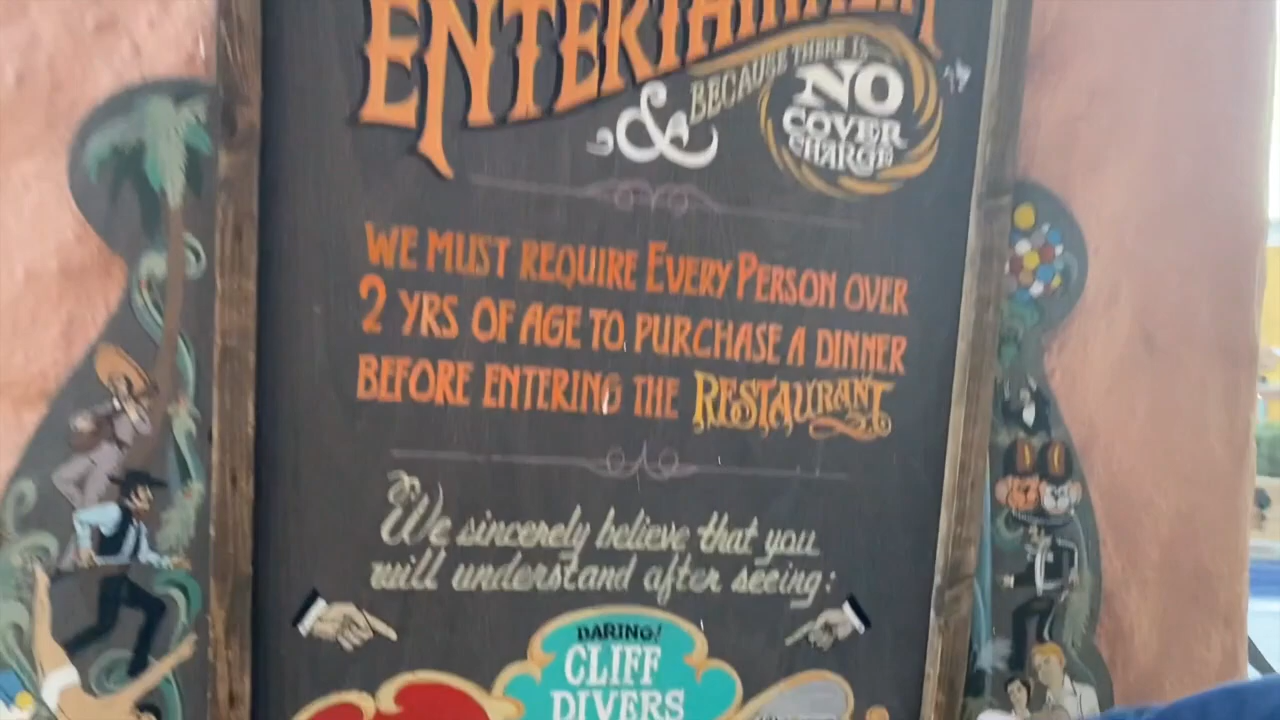 ENTERTAINMENT
& BECAUSE THERE IS
NO
COVER
CHARGE
WE MUST REQUIRE EVERY PERSON OVER
2 YRS OF AGE TO PURCHASE A DINNER
BEFORE ENTERING THE RESTAURANT
We sincerely believe that you
will understand after seeing:
DARING!
CLIFF
DIVERS